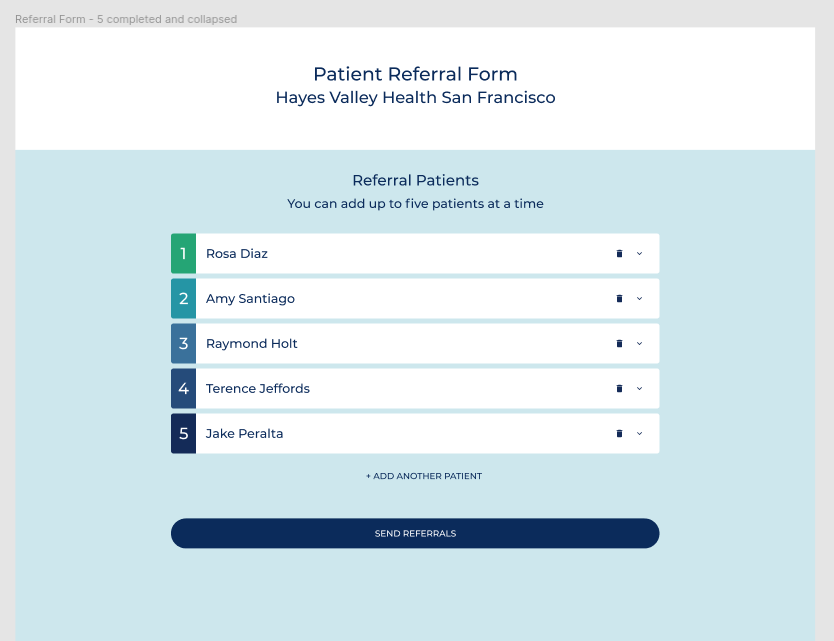 Referral Form - 5 completed and collapsed
Patient Referral Form
Hayes Valley Health San Francisco
Referral Patients
You can add up to five patients at a time
1 Rosa Diaz
2 Amy Santiago
3 Raymond Holt
4 Terence Jeffords
5 Jake Peralta
+ ADD ANOTHER PATIENT
SEND REFERRALS